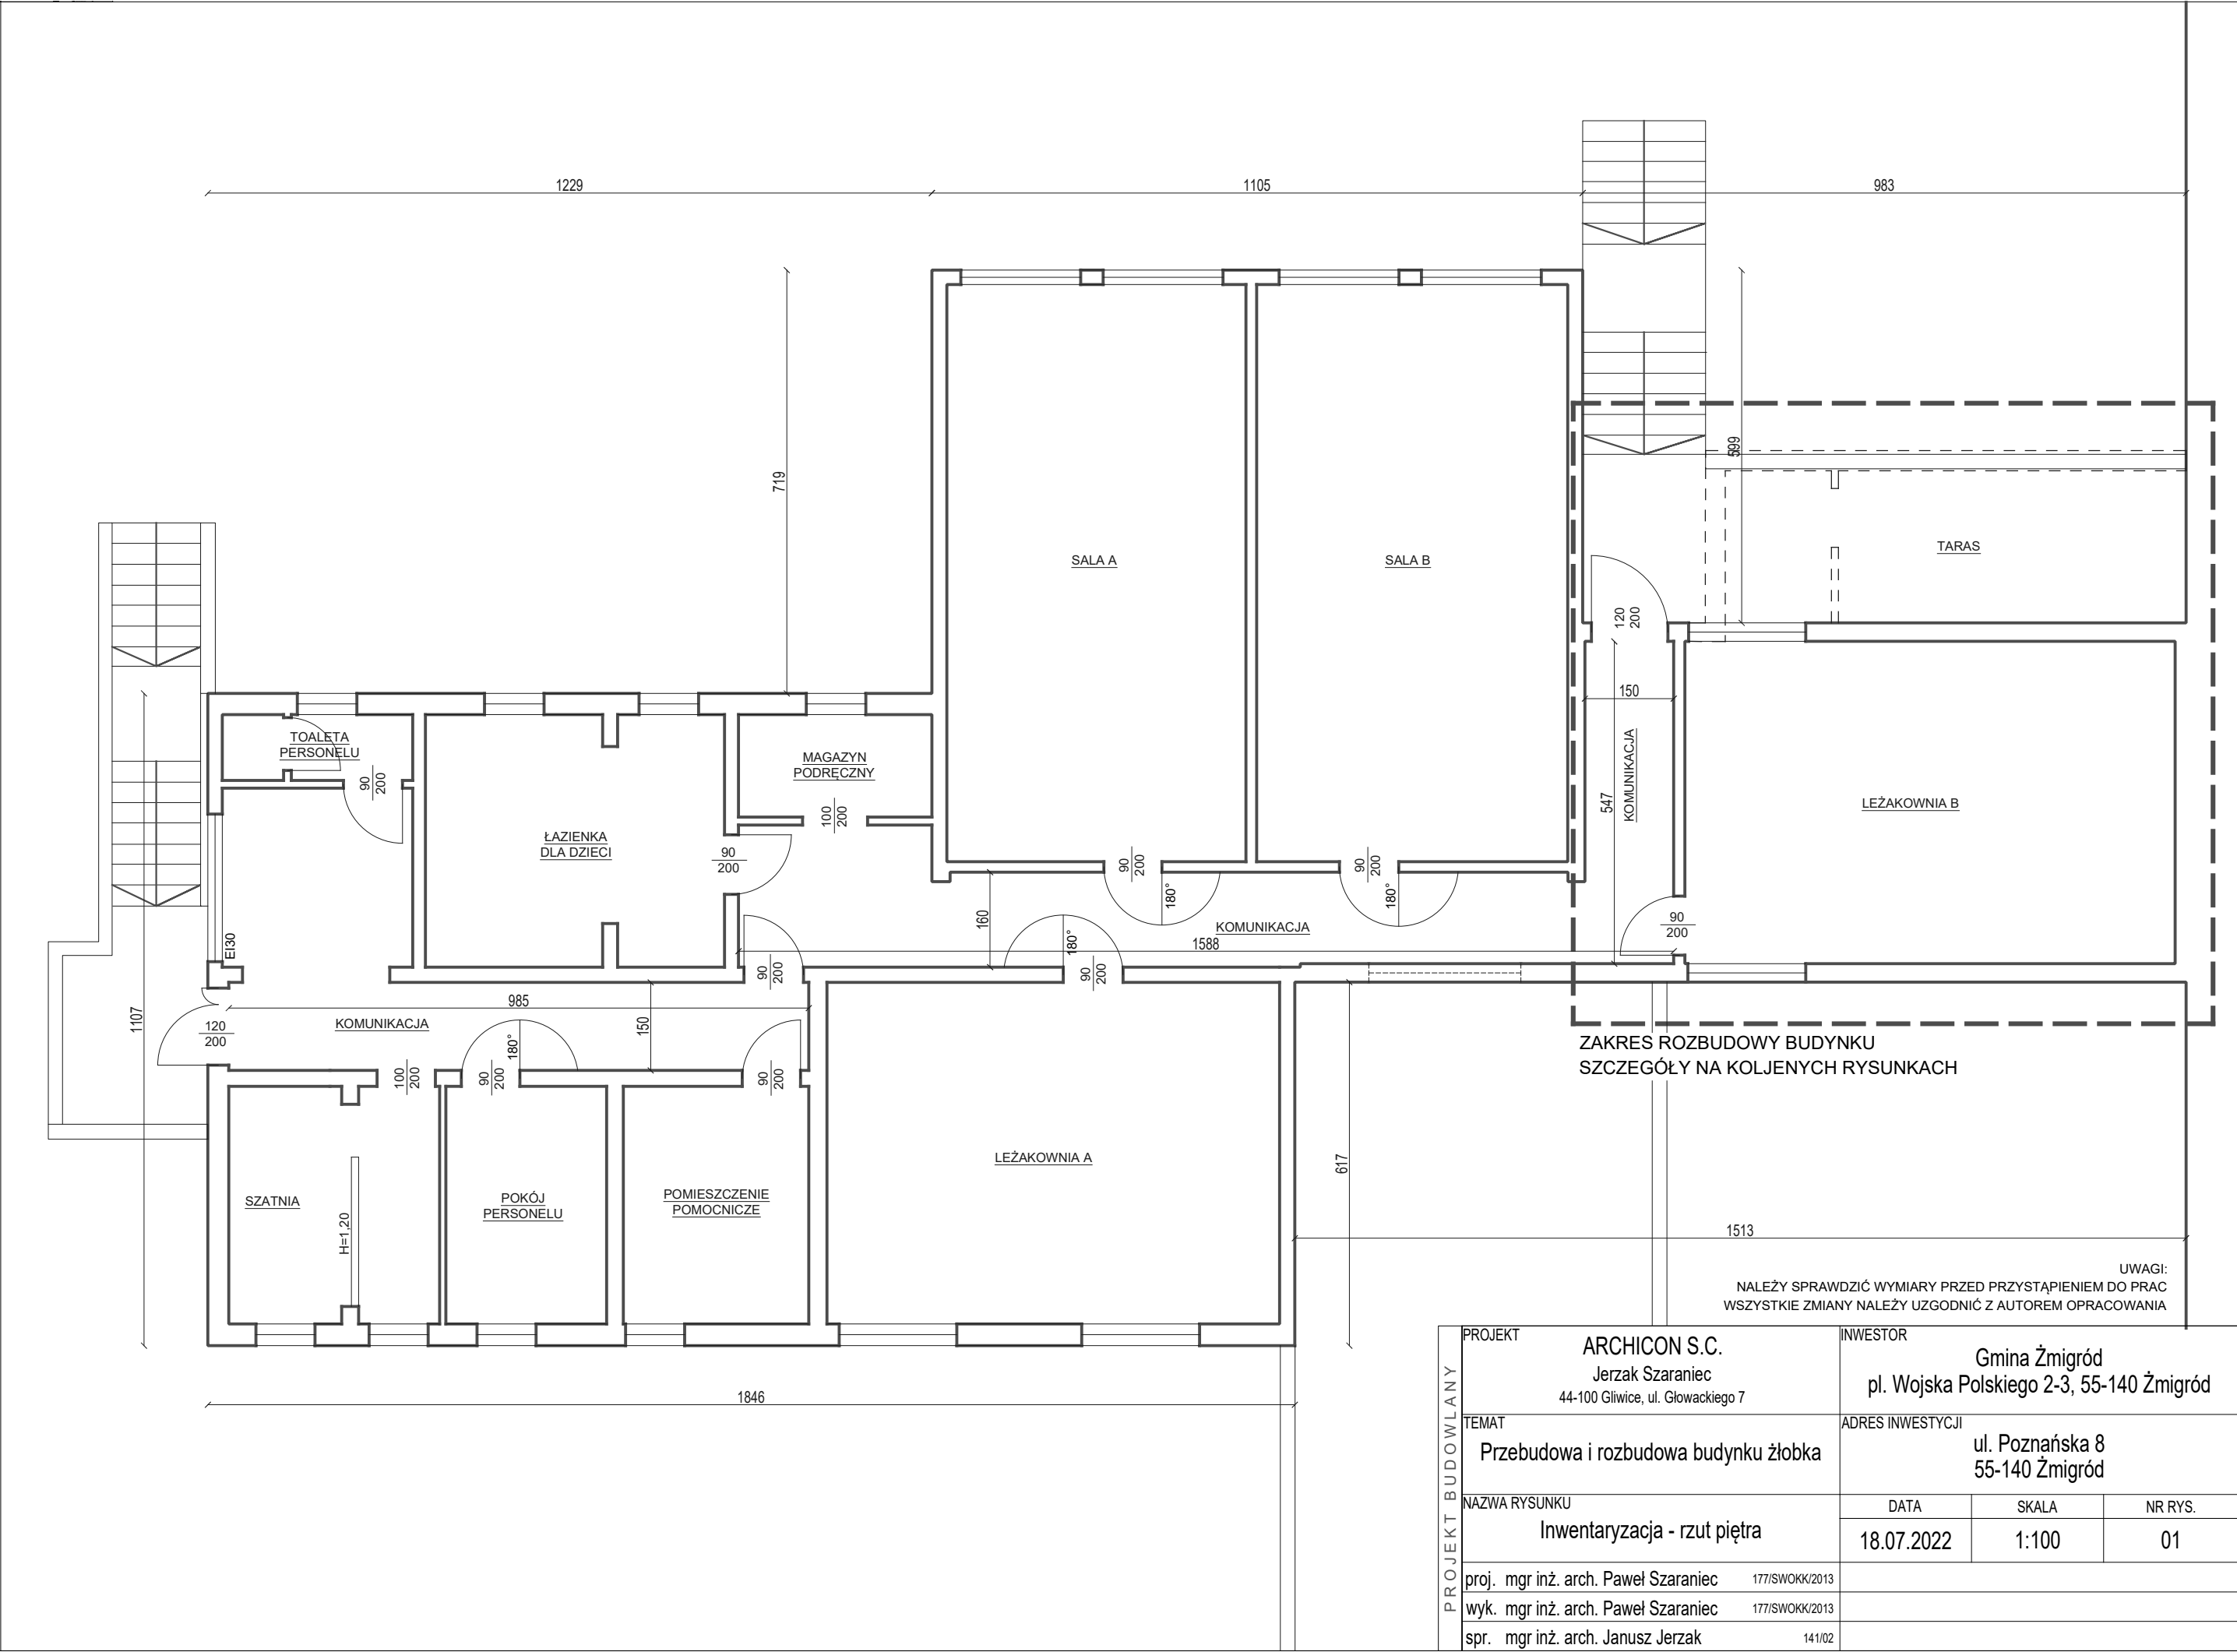 1229
1105
983
719
599
SALA A
SALA B
TARAS
120
200
150
TOALETA
PERSONELU
90
200
MAGAZYN
PODRĘCZNY
100
200
KOMUNIKACJA
547
LEŻAKOWNIA B
ŁAZIENKA
DLA DZIECI
90
200
90
200
180°
90
200
180°
EI30
160
KOMUNIKACJA
1588
180°
90
200
90
200
90
200
985
KOMUNIKACJA
150
1107
120
200
180°
100
200
90
200
90
200
ZAKRES ROZBUDOWY BUDYNKU
SZCZEGÓŁY NA KOLJENYCH RYSUNKACH
LEŻAKOWNIA A
617
SZATNIA
H=1,20
POKÓJ
PERSONELU
POMIESZCZENIE
POMOCNICZE
1513
1846
UWAGI:
NALEŻY SPRAWDZIĆ WYMIARY PRZED PRZYSTĄPIENIEM DO PRAC
WSZYSTKIE ZMIANY NALEŻY UZGODNIĆ Z AUTOREM OPRACOWANIA
PROJEKT BUDOWLANY
PROJEKT
ARCHICON S.C.
Jerzak Szaraniec
44-100 Gliwice, ul. Głowackiego 7
INWESTOR
Gmina Żmigród
pl. Wojska Polskiego 2-3, 55-140 Żmigród
TEMAT
Przebudowa i rozbudowa budynku żłobka
ADRES INWESTYCJI
ul. Poznańska 8
55-140 Żmigród
NAZWA RYSUNKU
Inwentaryzacja - rzut piętra
DATA SKALA NR RYS.
18.07.2022 1:100 01
proj. mgr inż. arch. Paweł Szaraniec 177/SWOKK/2013
wyk. mgr inż. arch. Paweł Szaraniec 177/SWOKK/2013
spr. mgr inż. arch. Janusz Jerzak 141/02